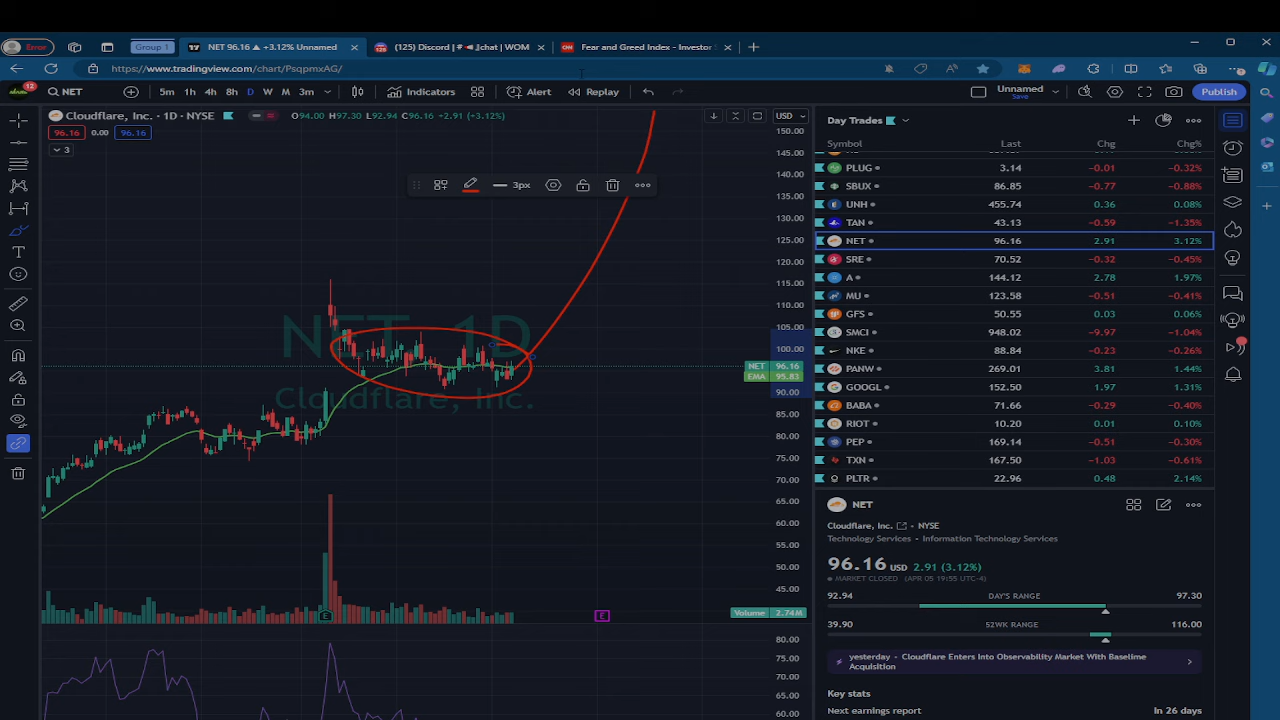 Error
Group 1
NET 96.16 ▲ +3.12% Unnamed
(125) Discord | # 📢┆chat | WOM
Fear and Greed Index - Investor
https://www.tradingview.com/chart/PsqpmXAG/
12
NET
5m 1h 4h 8h D W M 3m
Indicators
Alert
Replay
Unnamed
Save
Publish
Cloudflare, Inc. · 1D · NYSE
O94.00 H97.30 L92.94 C96.16 +2.91 (+3.12%)
96.16 0.00 96.16
3
USD
3px
150.00
145.00
140.00
135.00
130.00
125.00
120.00
115.00
110.00
105.00
100.00
NET 96.16
EMA 95.83
90.00
85.00
80.00
75.00
70.00
65.00
60.00
55.00
50.00
45.00
Volume 2.74M
80.00
75.00
70.00
65.00
60.00
NET 1D
Cloudflare, Inc.
E
E
Day Trades
Symbol Last Chg Chg%
PLUG 3.14 −0.01 −0.32%
SBUX 86.85 −0.77 −0.88%
UNH 455.74 0.36 0.08%
TAN 43.13 −0.59 −1.35%
NET 96.16 2.91 3.12%
SRE 70.52 −0.32 −0.45%
A 144.12 2.78 1.97%
MU 123.58 −0.51 −0.41%
GFS 50.55 0.03 0.06%
SMCI 948.02 −9.97 −1.04%
NKE 88.84 −0.23 −0.26%
PANW 269.01 3.81 1.44%
GOOGL 152.50 1.97 1.31%
BABA 71.66 −0.29 −0.40%
RIOT 10.20 0.01 0.10%
PEP 169.14 −0.51 −0.30%
TXN 167.50 −1.03 −0.61%
PLTR 22.96 0.48 2.14%
NET
Cloudflare, Inc. · NYSE
Technology Services · Information Technology Services
96.16 USD 2.91 (3.12%)
MARKET CLOSED (APR 05 19:55 UTC-4)
92.94 DAY'S RANGE 97.30
39.90 52WK RANGE 116.00
yesterday · Cloudflare Enters Into Observability Market With Baselime
Acquisition
Key stats
Next earnings report In 26 days